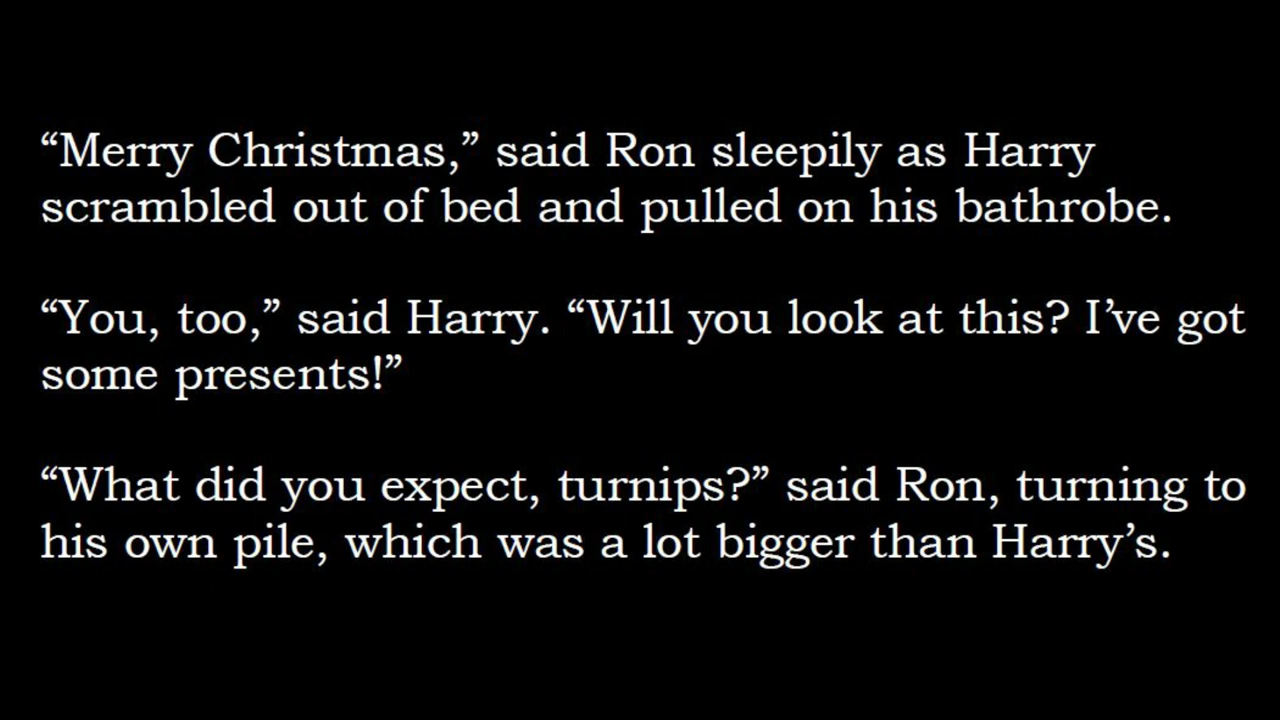 “Merry Christmas,” said Ron sleepily as Harry
scrambled out of bed and pulled on his bathrobe.
“You, too,” said Harry. “Will you look at this? I’ve got
some presents!”
“What did you expect, turnips?” said Ron, turning to
his own pile, which was a lot bigger than Harry’s.